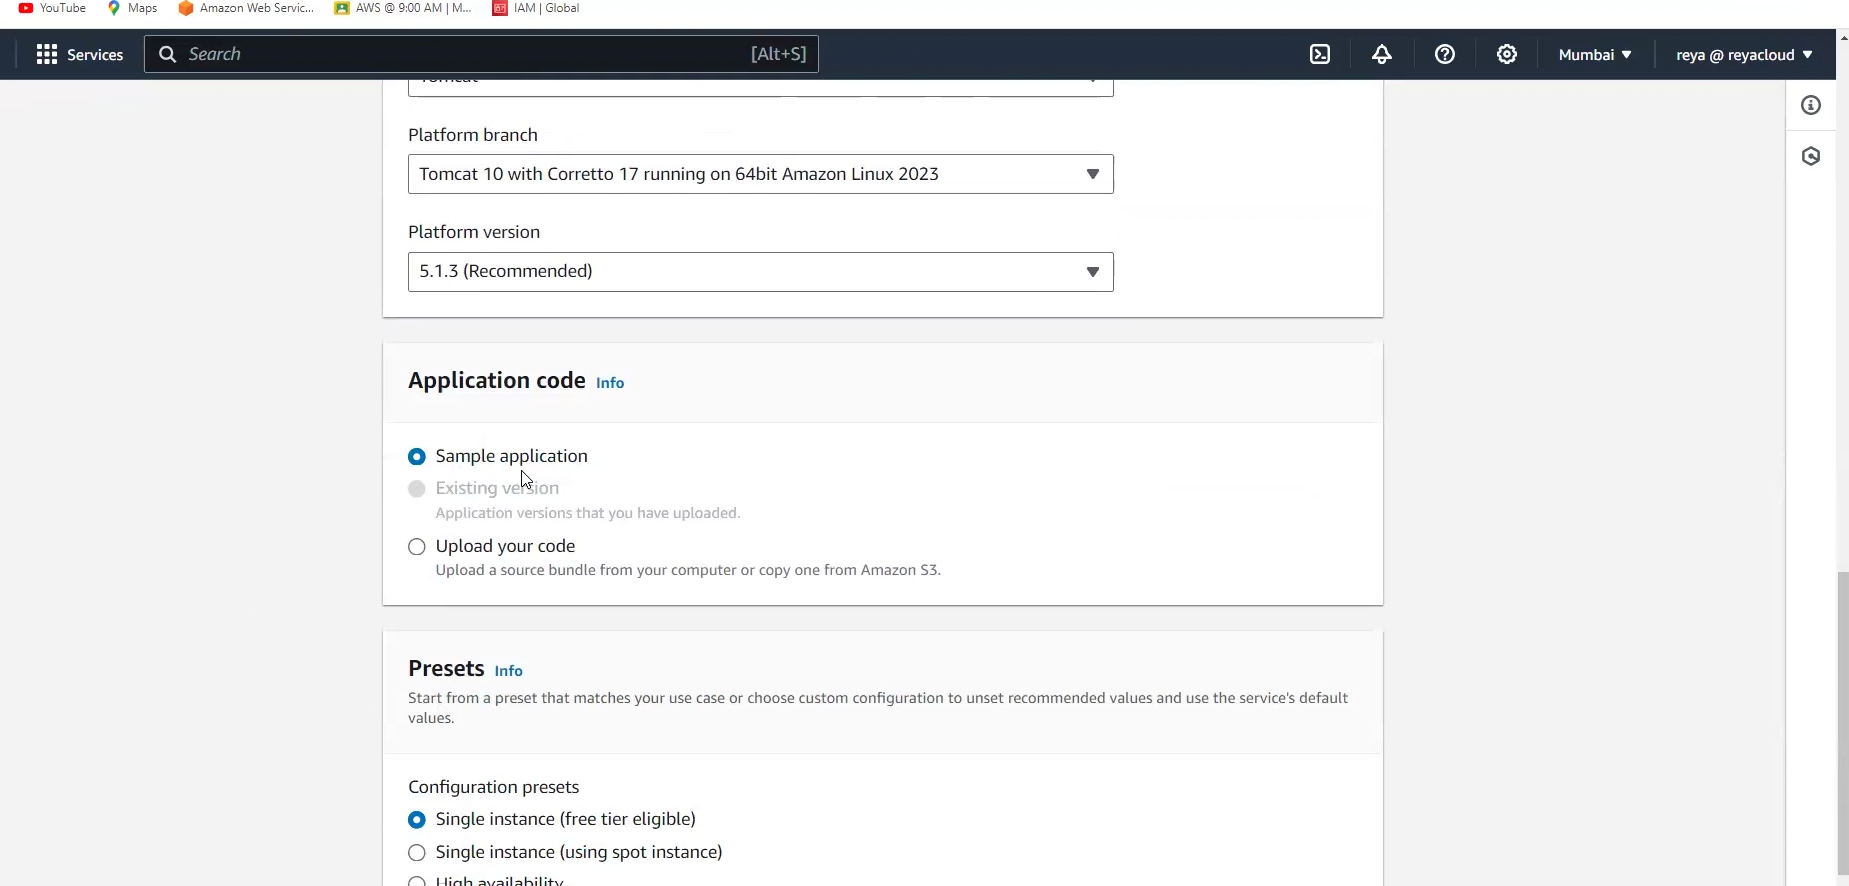 YouTube Maps Amazon Web Servic... AWS @ 9:00 AM | M... IAM | Global
Services Search [Alt+S] Mumbai reya @ reyacloud
Tomcat
Platform branch
Tomcat 10 with Corretto 17 running on 64bit Amazon Linux 2023
Platform version
5.1.3 (Recommended)
Application code Info
Sample application
Existing version
Application versions that you have uploaded.
Upload your code
Upload a source bundle from your computer or copy one from Amazon S3.
Presets Info
Start from a preset that matches your use case or choose custom configuration to unset recommended values and use the service's default
values.
Configuration presets
Single instance (free tier eligible)
Single instance (using spot instance)
High availability